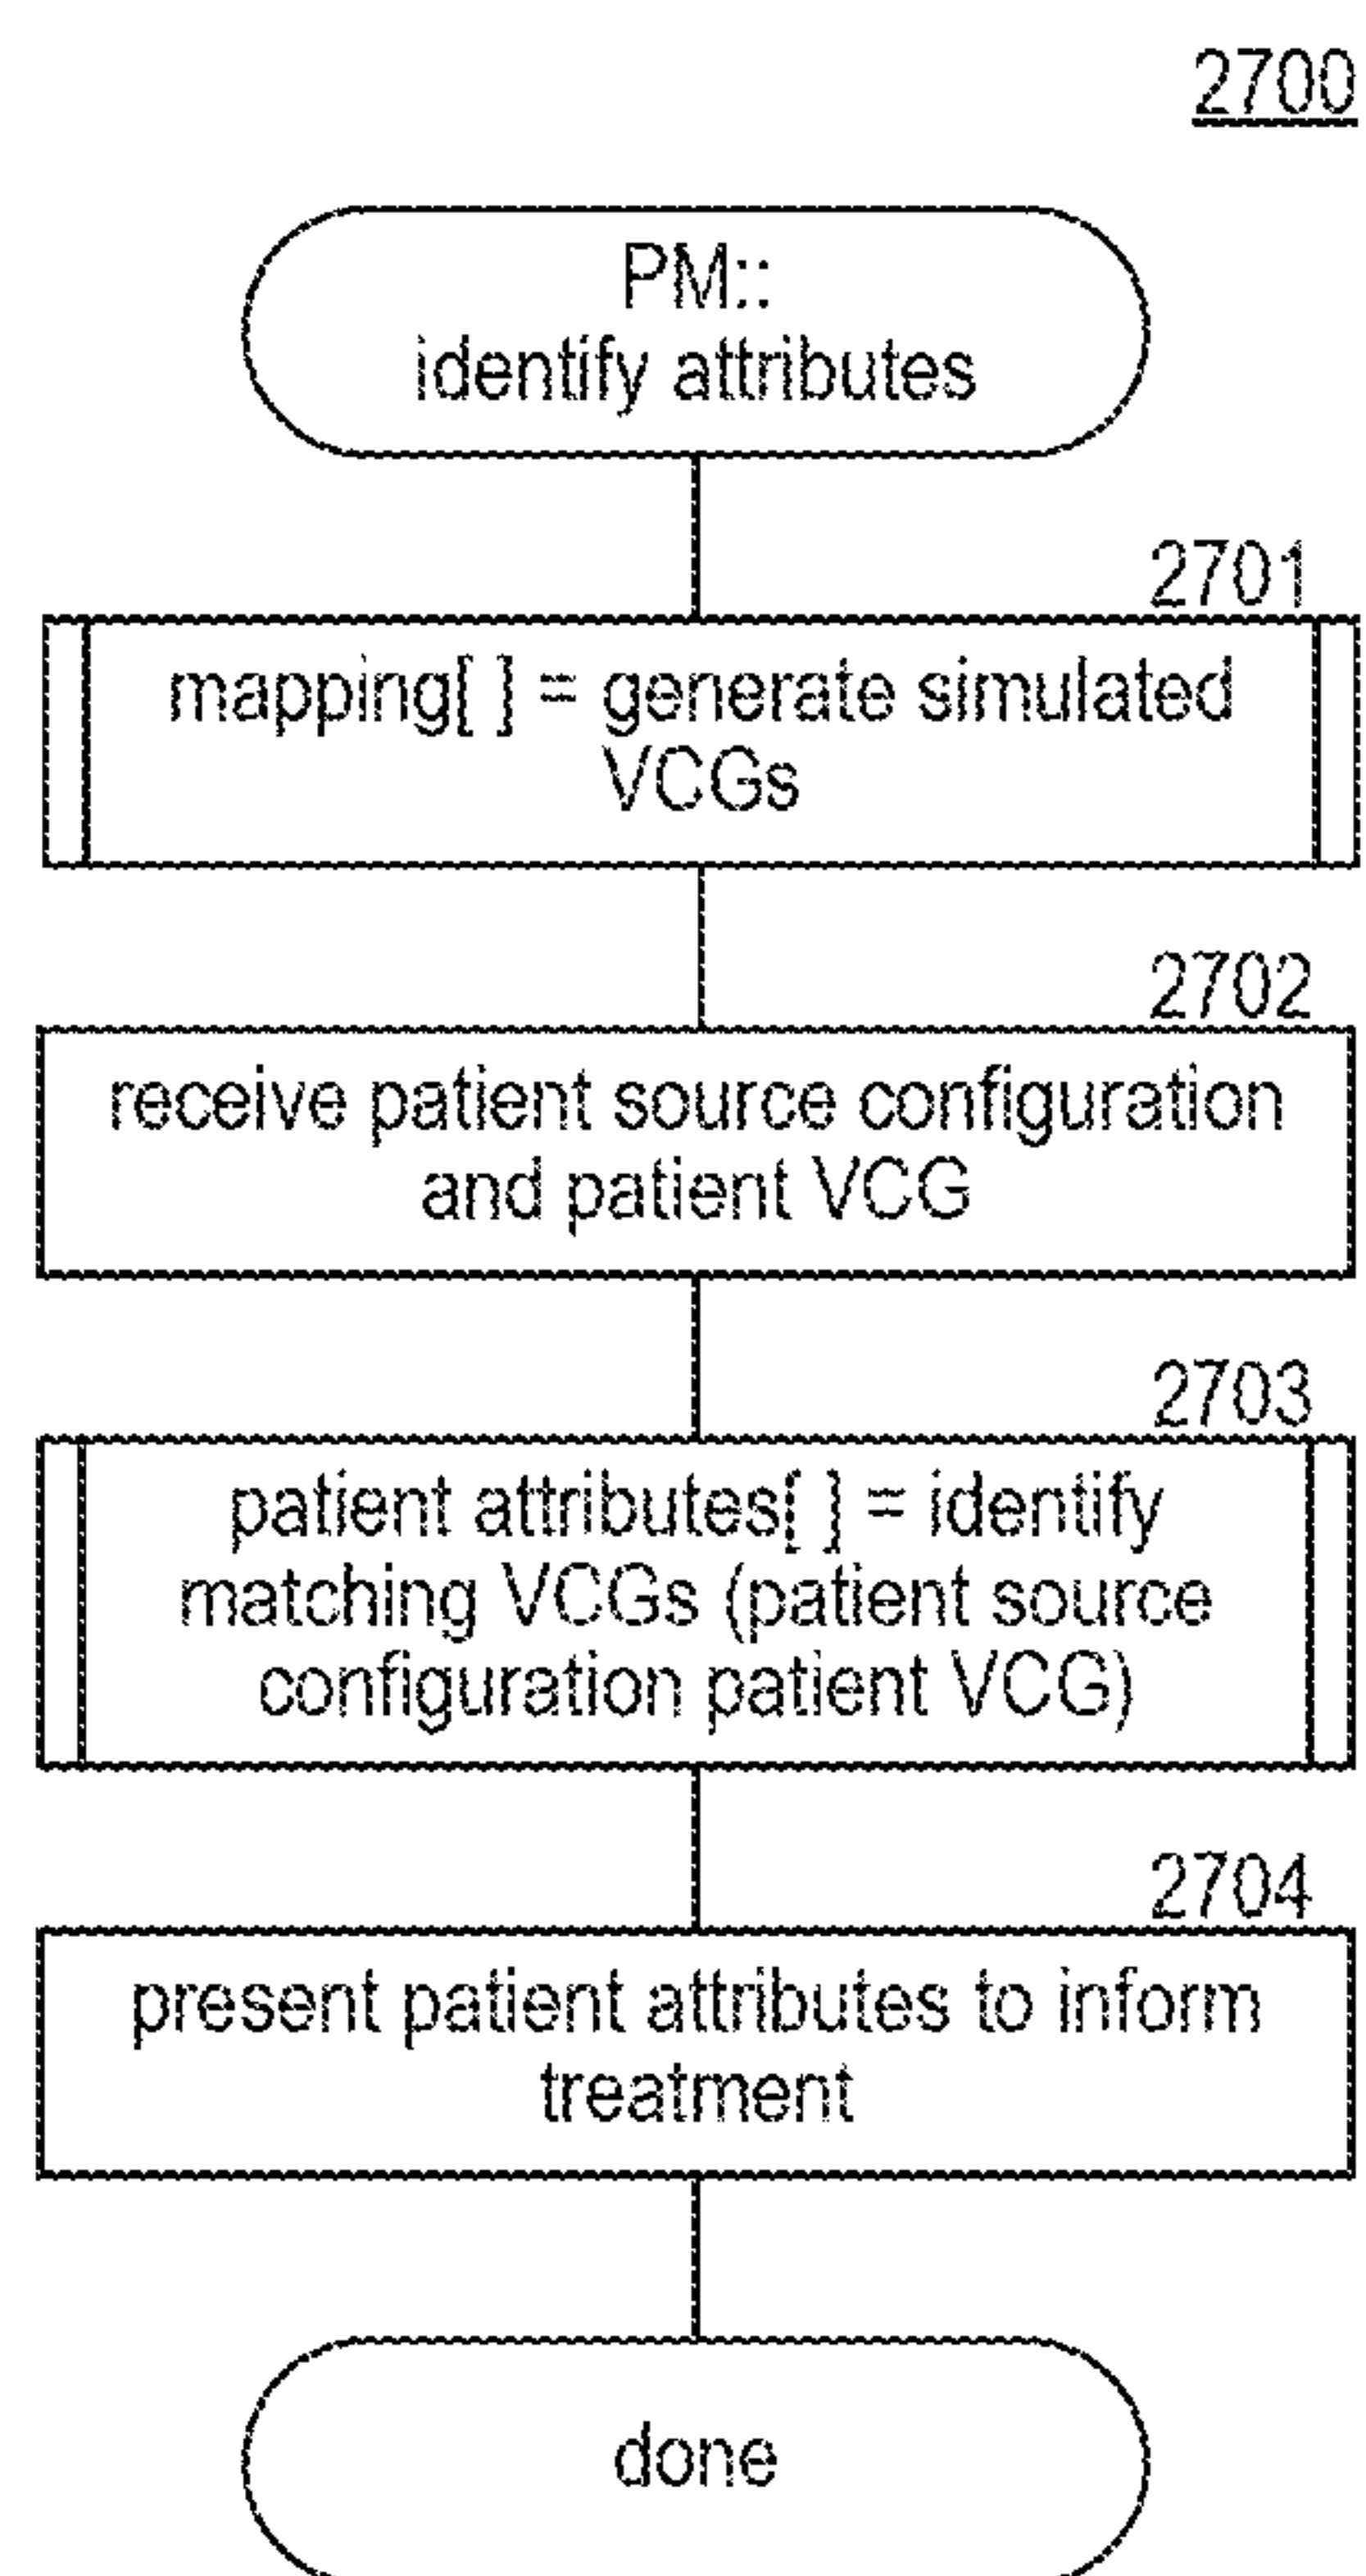 2700
PM::
identify attributes
2701
mapping[ ] = generate simulated
VCGs
2702
receive patient source configuration
and patient VCG
2703
patient attributes[ ] = identify
matching VCGs (patient source
configuration patient VCG)
2704
present patient attributes to inform
treatment
done